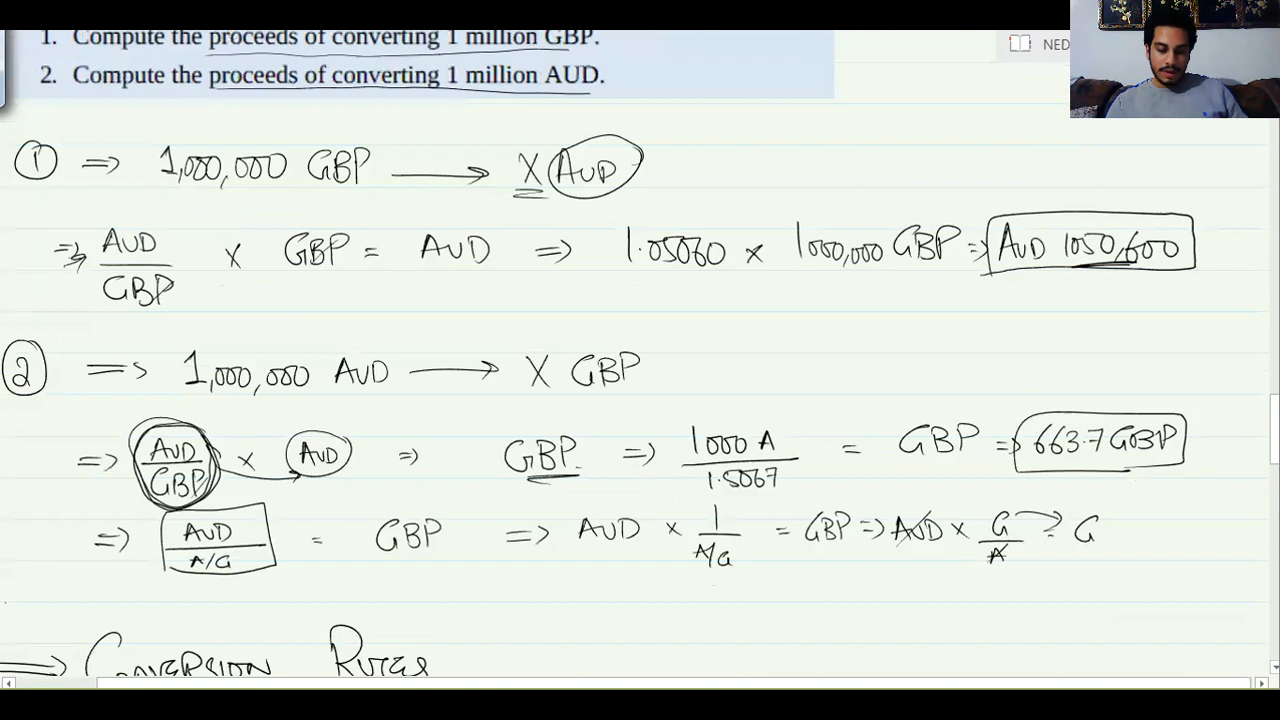 1. Compute the proceeds of converting 1 million GBP.
NED
2. Compute the proceeds of converting 1 million AUD.
① => 1,000,000 GBP → X AUD
=> AUD/GBP × GBP = AUD => 1.05060 × 1000,000 GBP => AUD 1050,600
② => 1,000,000 AUD → X GBP
=> AUD/GBP × AUD => GBP => 1000 A/1.5067 = GBP => 663.7 GBP
=> AUD/A/G = GBP => AUD × 1/A/G = GBP => AUD × G/A = G
=> Conversion Rules